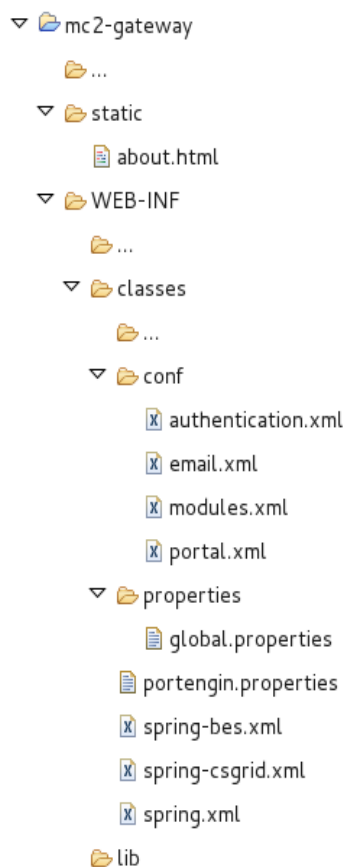 mc2-gateway
...
static
about.html
WEB-INF
...
classes
...
conf
authentication.xml
email.xml
modules.xml
portal.xml
properties
global.properties
portengin.properties
spring-bes.xml
spring-csgrid.xml
spring.xml
lib